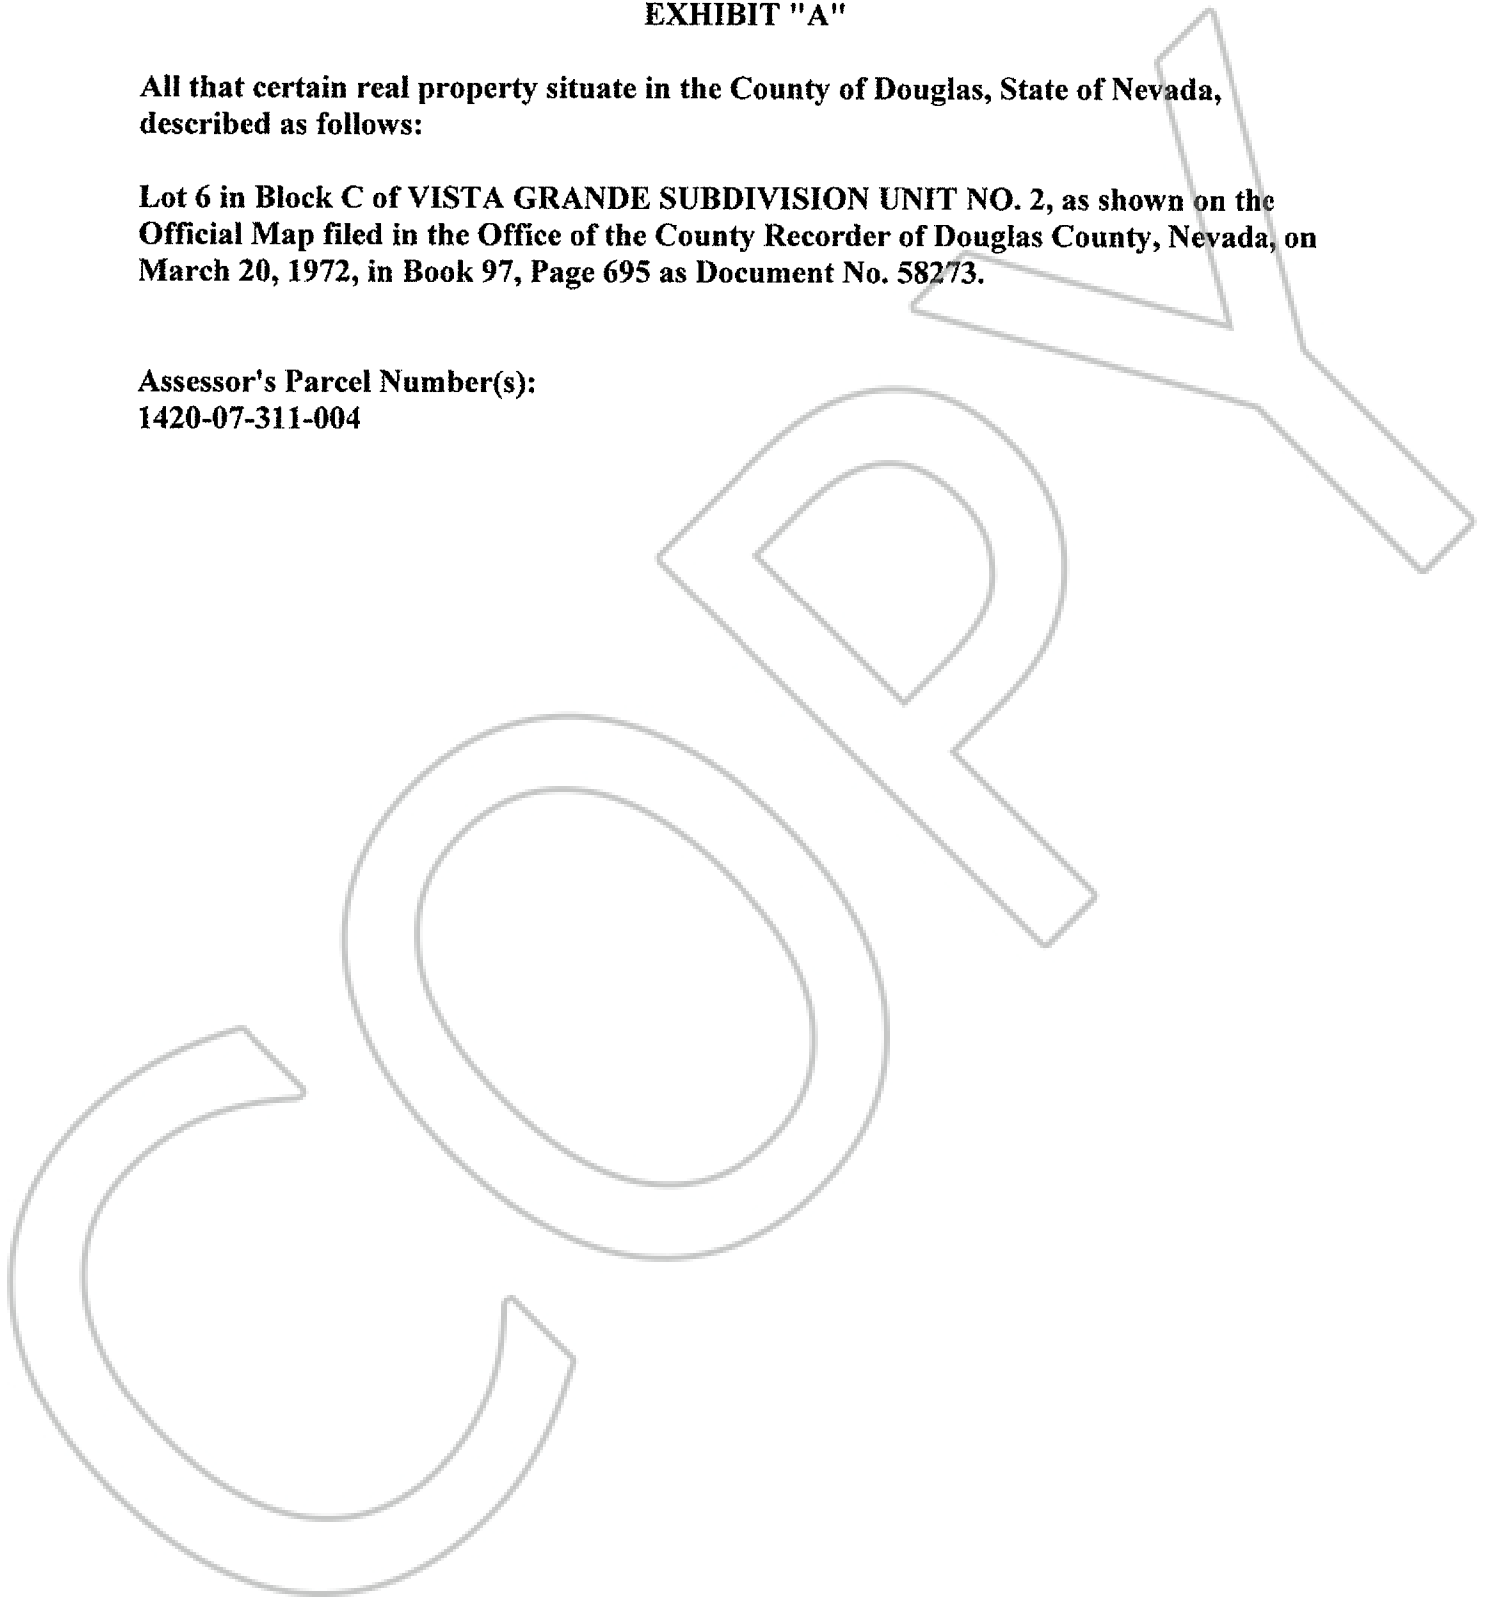 EXHIBIT "A"
All that certain real property situate in the County of Douglas, State of Nevada,
described as follows:
Lot 6 in Block C of VISTA GRANDE SUBDIVISION UNIT NO. 2, as shown on the
Official Map filed in the Office of the County Recorder of Douglas County, Nevada, on
March 20, 1972, in Book 97, Page 695 as Document No. 58273.
Assessor's Parcel Number(s):
1420-07-311-004
COPY